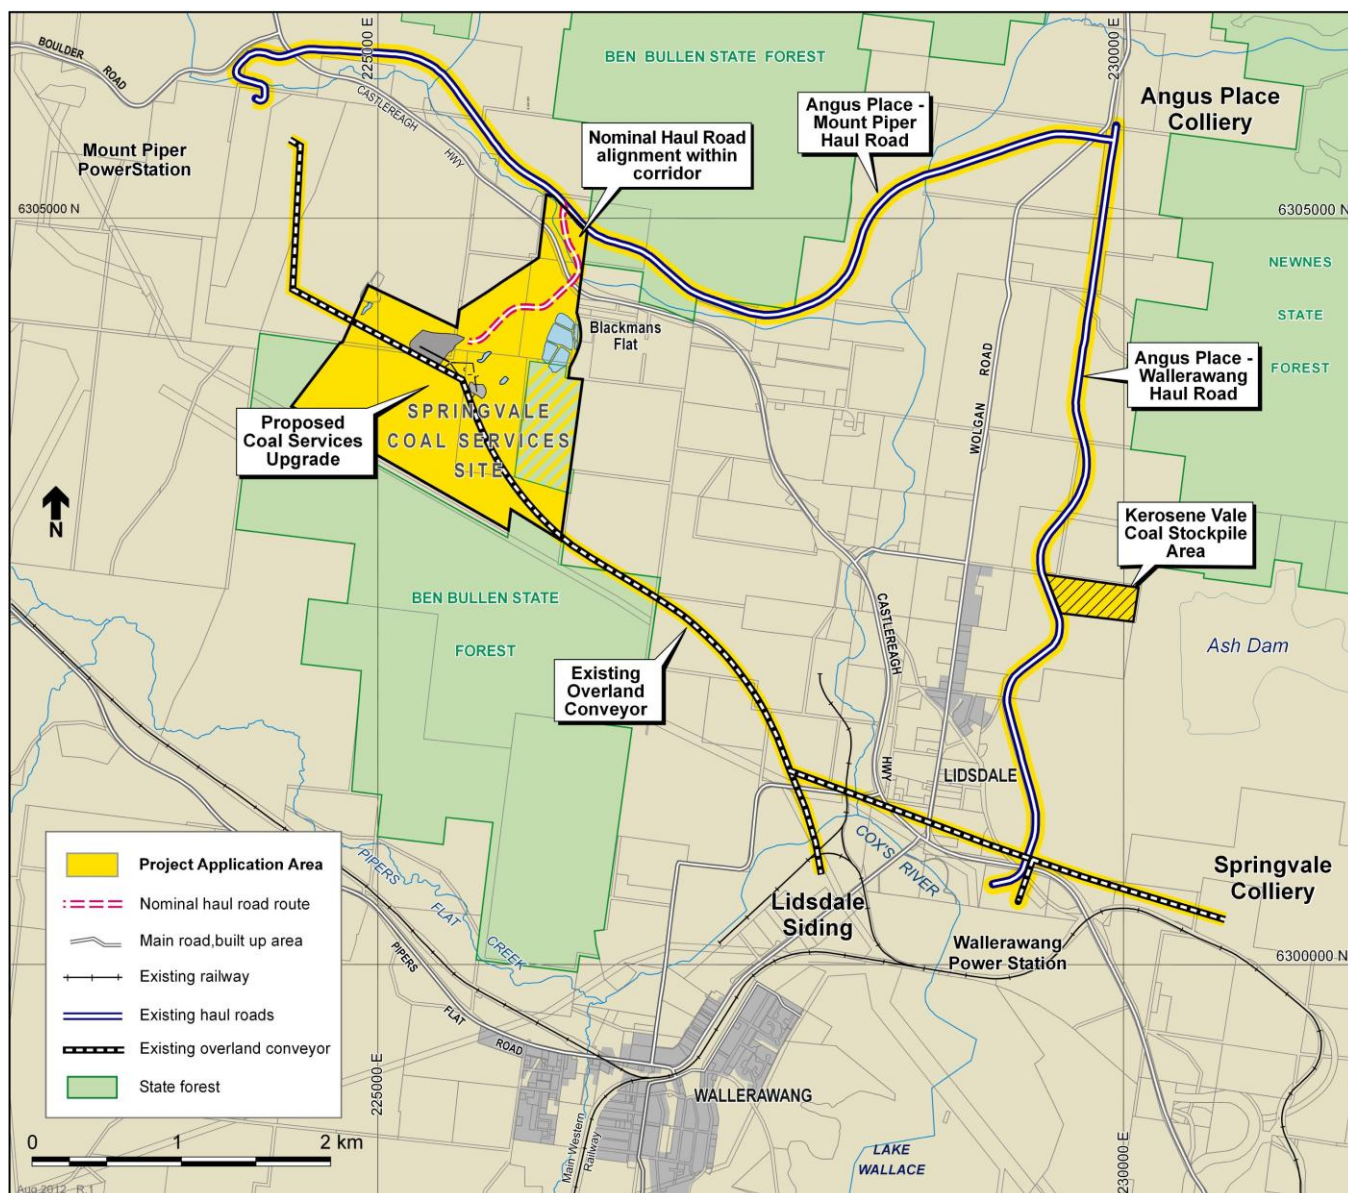 225000 E
230000 E
BOULDER
ROAD
CASTLEREAGH
HWY
BEN BULLEN STATE FOREST
Angus Place -
Mount Piper
Haul Road
Angus Place
Colliery
Mount Piper
PowerStation
Nominal Haul Road
alignment within
corridor
6305000 N
6305000 N
NEWNES
STATE
FOREST
Blackmans
Flat
WOLGAN ROAD
Angus Place -
Wallerawang
Haul Road
Proposed
Coal Services
Upgrade
SPRINGVALE
COAL SERVICES
SITE
N
Kerosene Vale
Coal Stockpile
Area
BEN BULLEN STATE
FOREST
CASTLEREAGH
HWY
Ash Dam
Existing
Overland
Conveyor
LIDSDALE
COX'S
RIVER
Springvale
Colliery
Lidsdale
Siding
Wallerawang
Power Station
6300000 N
PIPERS
FLAT
CREEK
PIPERS
FLAT
ROAD
Project Application Area
Nominal haul road route
Main road,built up area
Existing railway
Existing haul roads
Existing overland conveyor
State forest
225000 E
WALLERAWANG
Main Western
Railway
LAKE
WALLACE
230000 E
0 1 2 km
Aug 2012 R.1